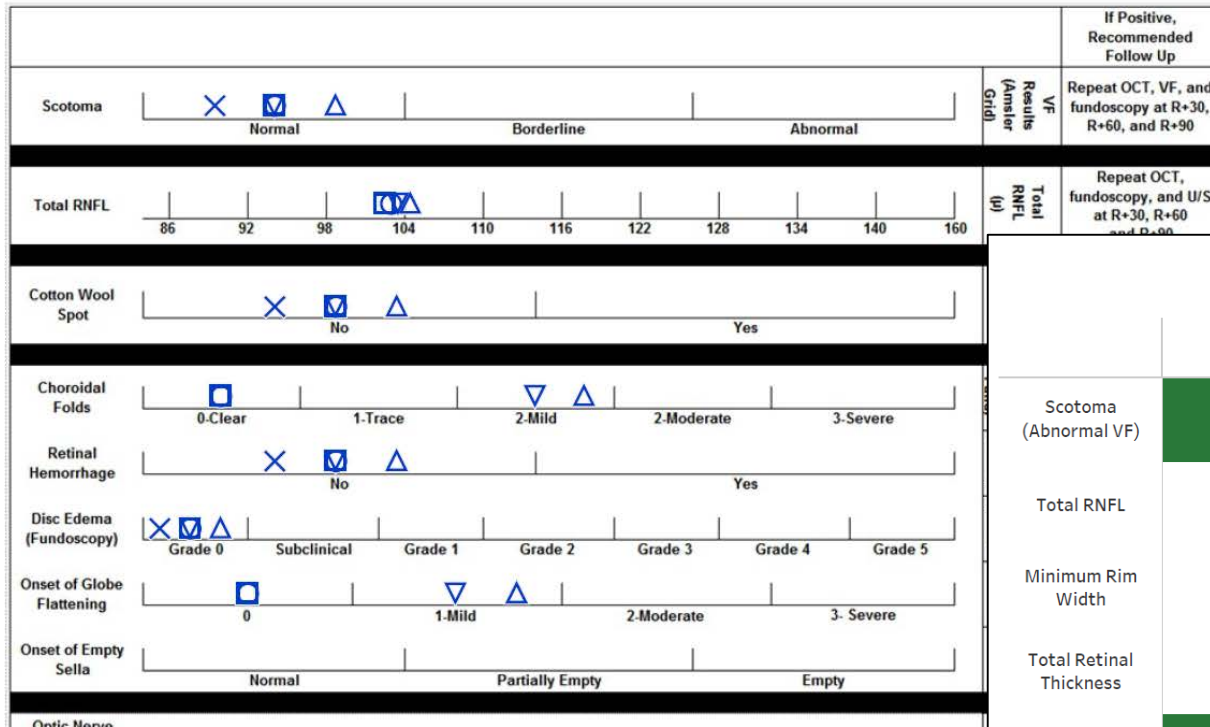 If Positive,
Recommended
Follow Up
Scotoma
Normal
Borderline
Abnormal
VF
Results
(Amsler
Grid)
Repeat OCT, VF, and
fundoscopy at R+30,
R+60, and R+90
Total RNFL
86 92 98 104 110 116 122 128 134 140 160
Total
RNFL
(μ)
Repeat OCT,
fundoscopy, and U/S
at R+30, R+60
and R+90
Cotton Wool
Spot
No
Yes
Choroidal
Folds
0-Clear
1-Trace
2-Mild
2-Moderate
3-Severe
Retinal
Hemorrhage
No
Yes
Disc Edema
(Fundoscopy)
Grade 0
Subclinical
Grade 1
Grade 2
Grade 3
Grade 4
Grade 5
Onset of Globe
Flattening
0
1-Mild
2-Moderate
3- Severe
Onset of Empty
Sella
Normal
Partially Empty
Empty
Optic Nerve
Scotoma
(Abnormal VF)
Total RNFL
Minimum Rim
Width
Total Retinal
Thickness